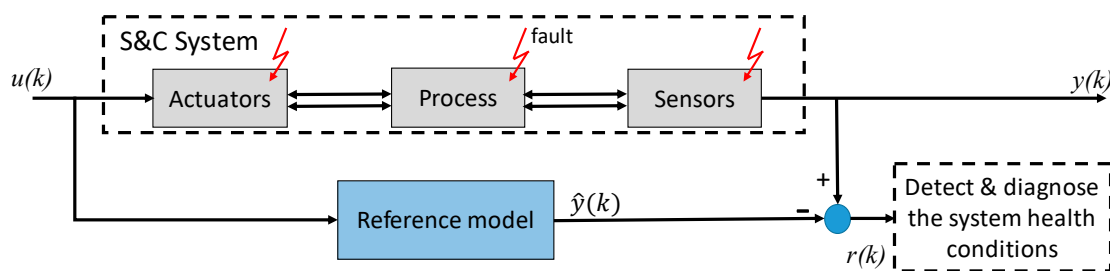 S&C System
fault
u(k)
Actuators
Process
Sensors
y(k)
+
Reference model
ŷ(k)
-
r(k)
Detect & diagnose
the system health
conditions